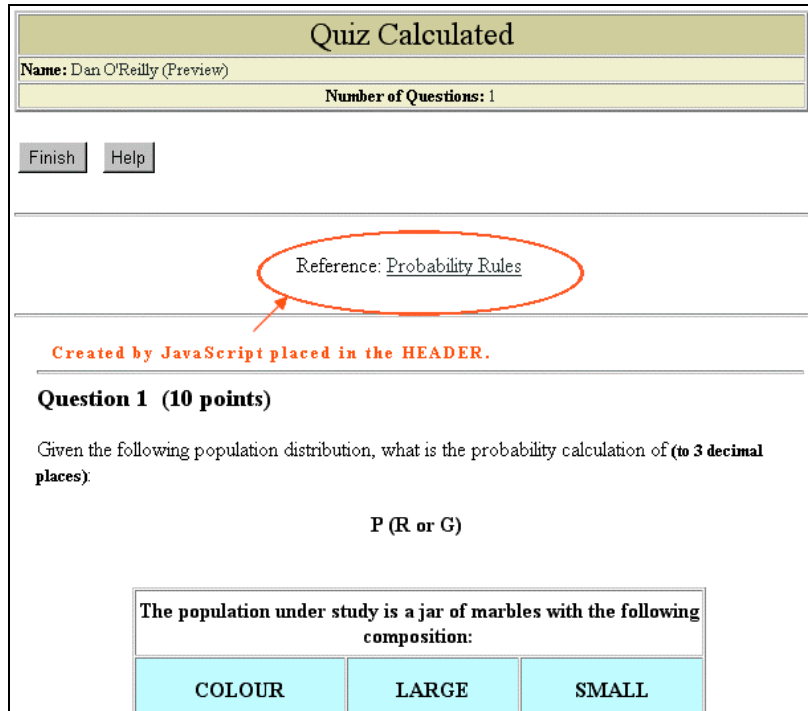 Quiz Calculated
Name: Dan O'Reilly (Preview)
Number of Questions: 1
Finish Help
Reference: Probability Rules
Created by JavaScript placed in the HEADER.
Question 1 (10 points)
Given the following population distribution, what is the probability calculation of (to 3 decimal
places):
P (R or G)
The population under study is a jar of marbles with the following
composition:
COLOUR LARGE SMALL